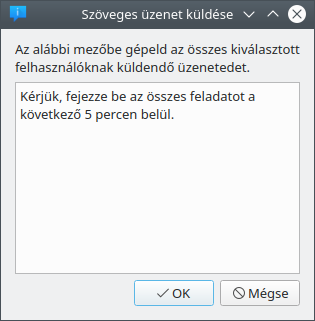 Szöveges üzenet küldése
Az alábbi mezőbe gépeld az összes kiválasztott
felhasználóknak küldendő üzenetedet.
Kérjük, fejezze be az összes feladatot a
következő 5 percen belül.
OK
Mégse